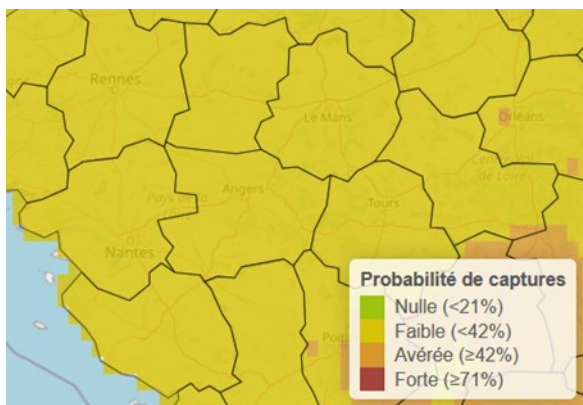 Rennes
Le Mans
Orléans
Centre-Val
de Loire
Pays de la
Angers
Tours
Nantes
Poi
Probabilité de captures
Nulle (<21%)
Faible (<42%)
Avérée (≥42%)
Forte (≥71%)